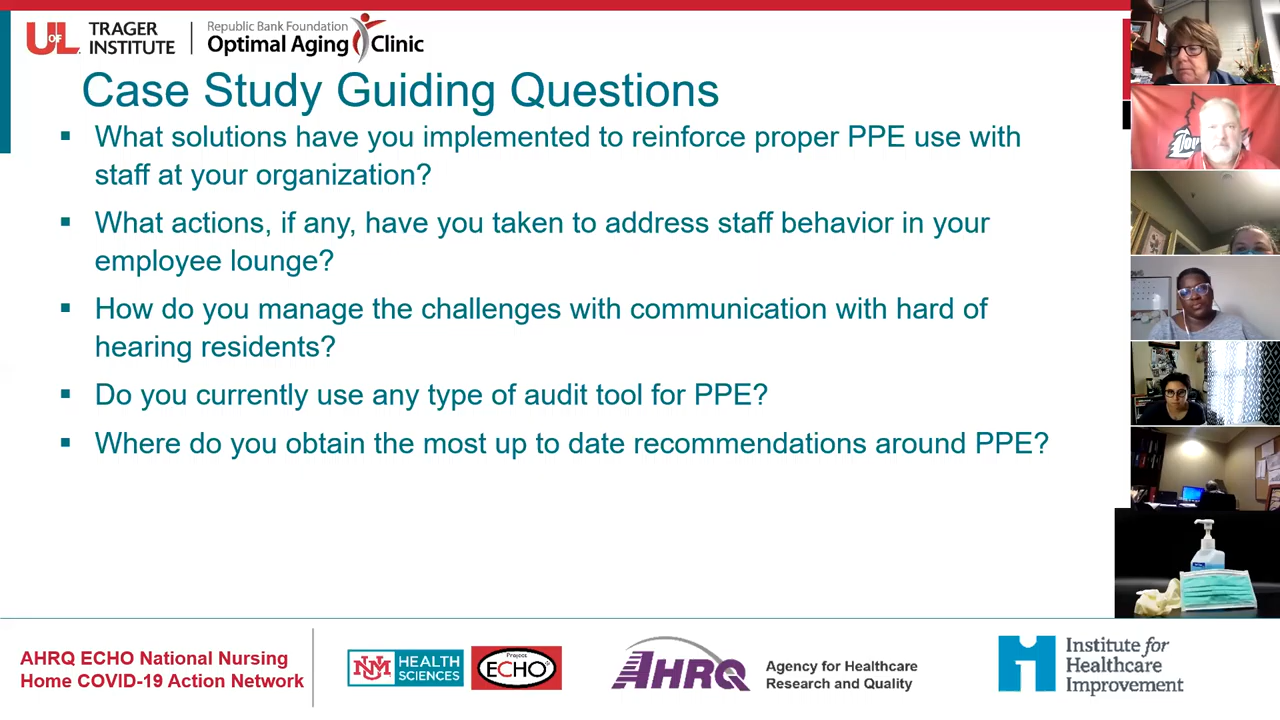 UofL TRAGER INSTITUTE
Republic Bank Foundation
Optimal Aging Clinic
Case Study Guiding Questions
▪ What solutions have you implemented to reinforce proper PPE use with
staff at your organization?
▪ What actions, if any, have you taken to address staff behavior in your
employee lounge?
▪ How do you manage the challenges with communication with hard of
hearing residents?
▪ Do you currently use any type of audit tool for PPE?
▪ Where do you obtain the most up to date recommendations around PPE?
AHRQ ECHO National Nursing
Home COVID-19 Action Network
UNM HEALTH
SCIENCES
Project
ECHO®
AHRQ
Agency for Healthcare
Research and Quality
Institute for
Healthcare
Improvement